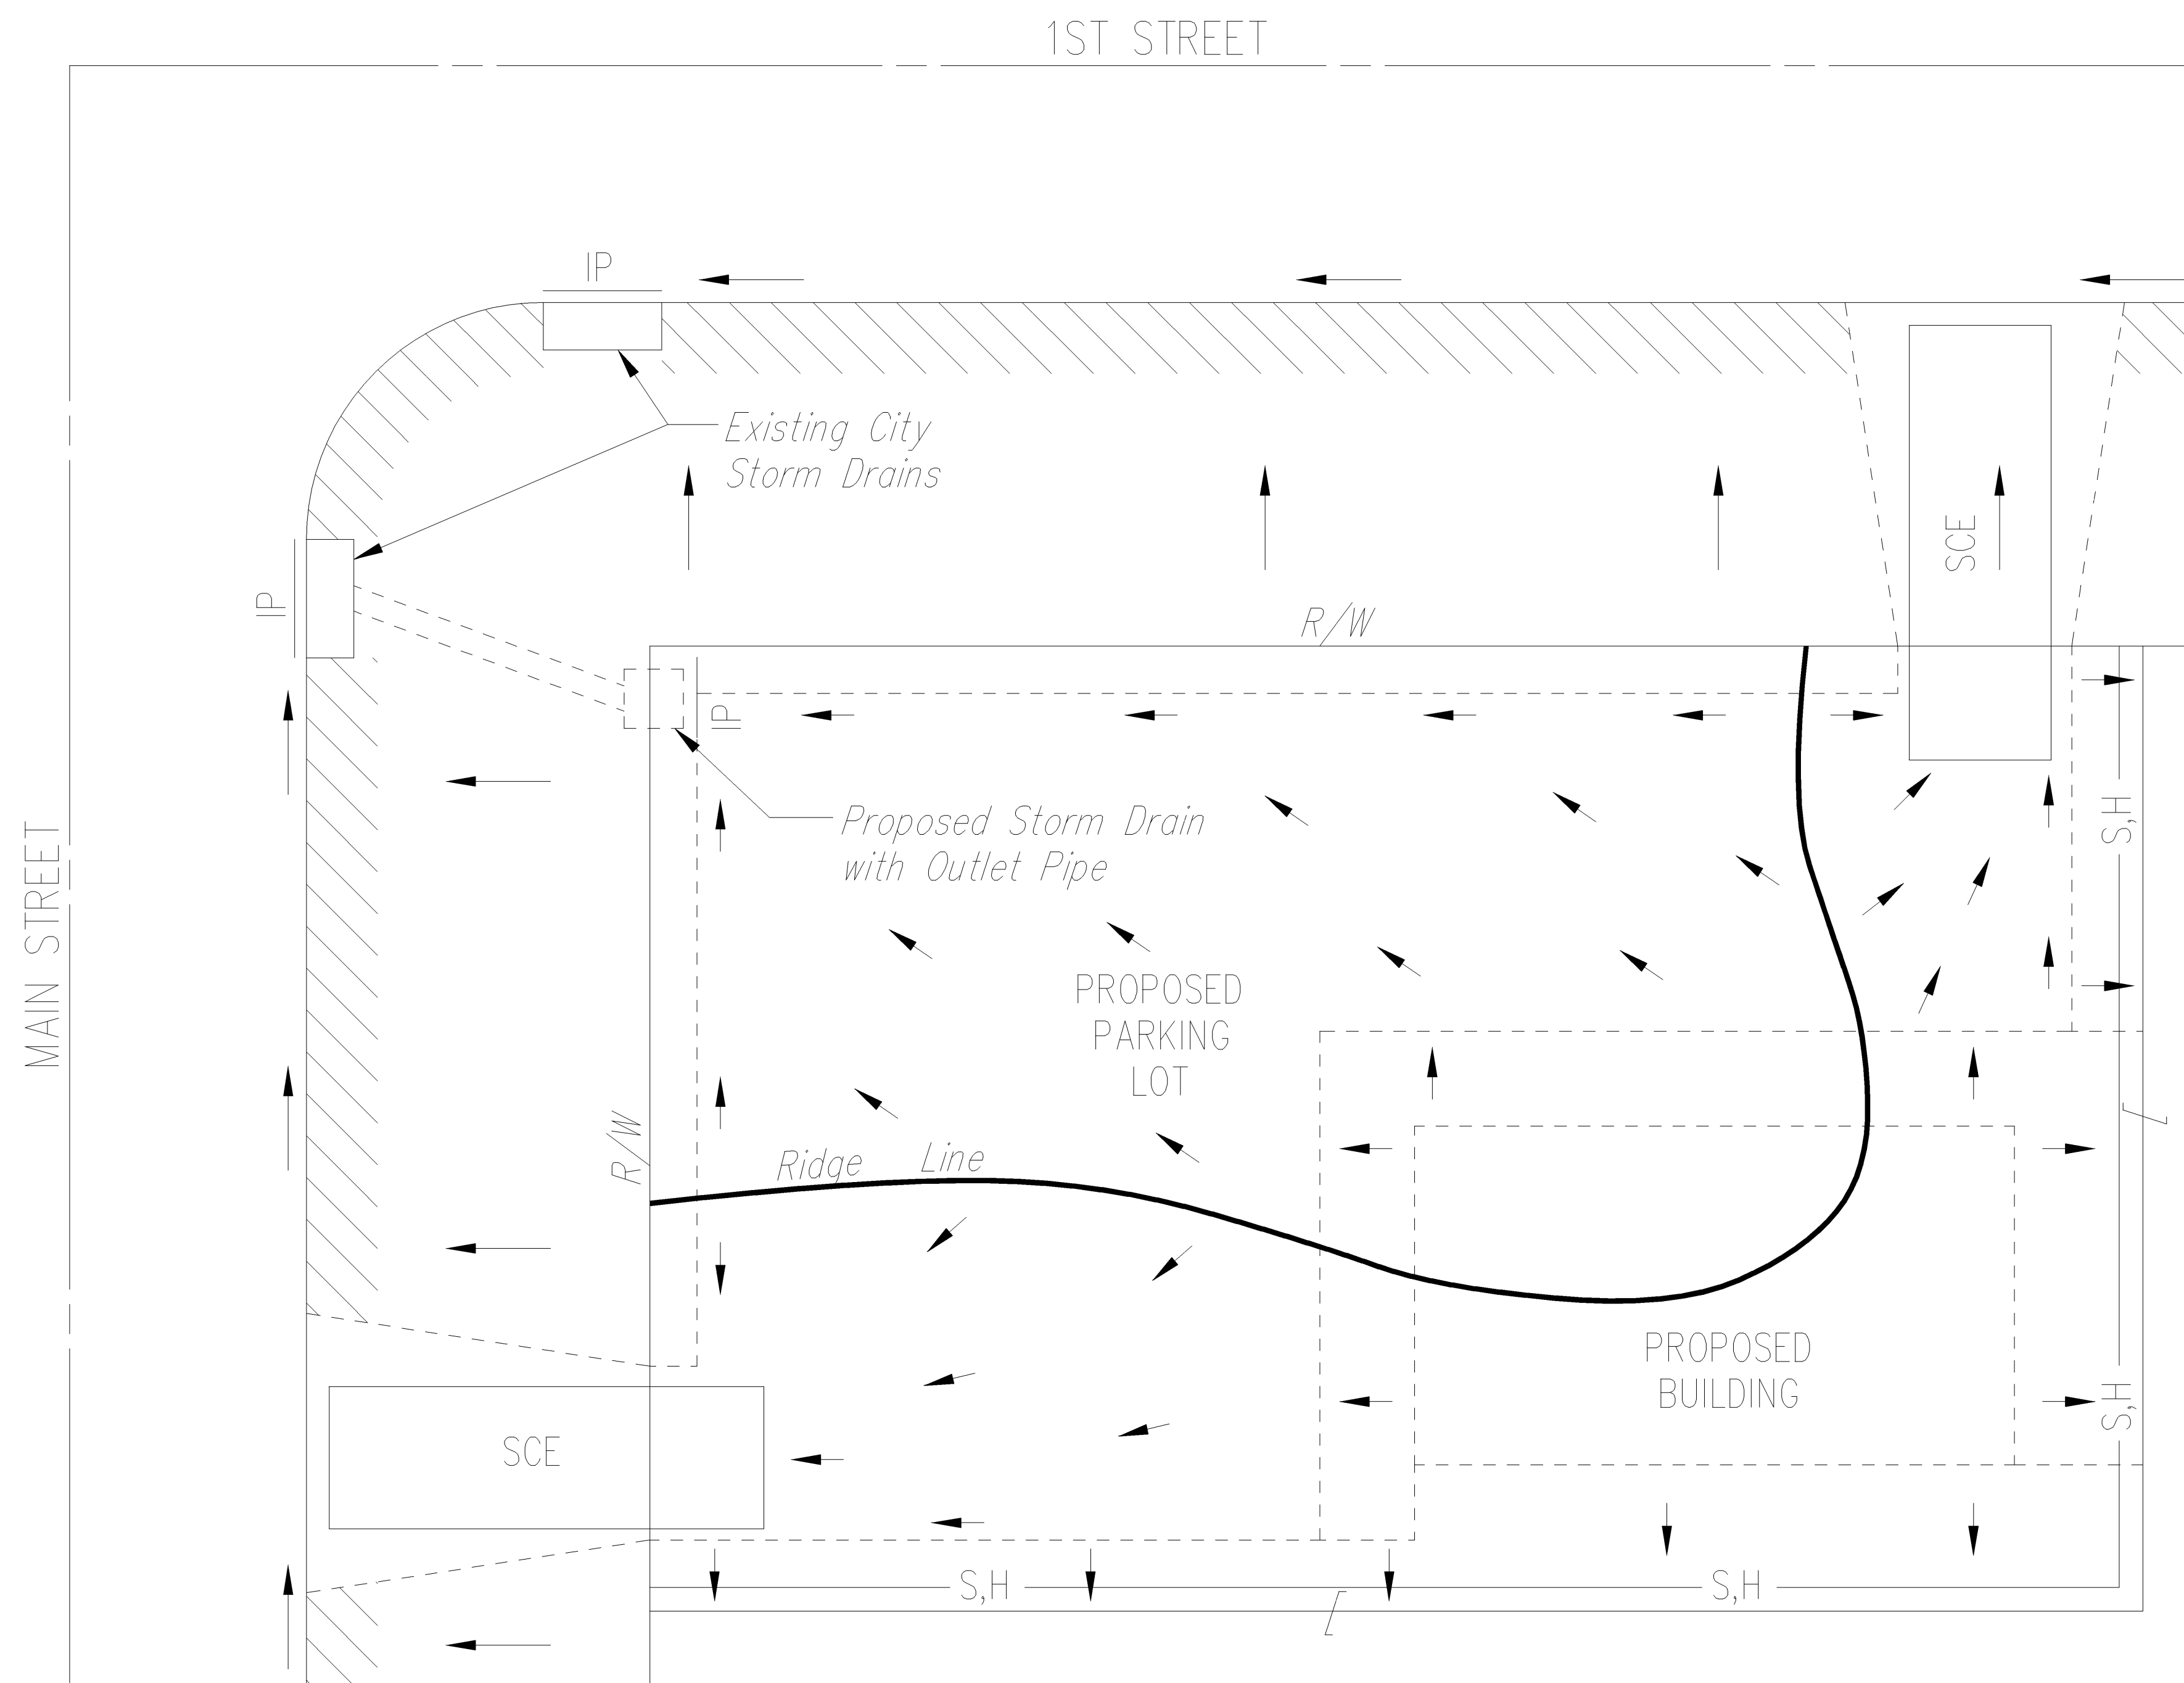 1ST STREET
IP
Existing City
Storm Drains
SCE
IP
R/W
IP
S,H
Proposed Storm Drain
with Outlet Pipe
MAIN STREET
PROPOSED
PARKING
LOT
R/W
Ridge Line
PROPOSED
BUILDING
S,H
SCE
S,H
S,H